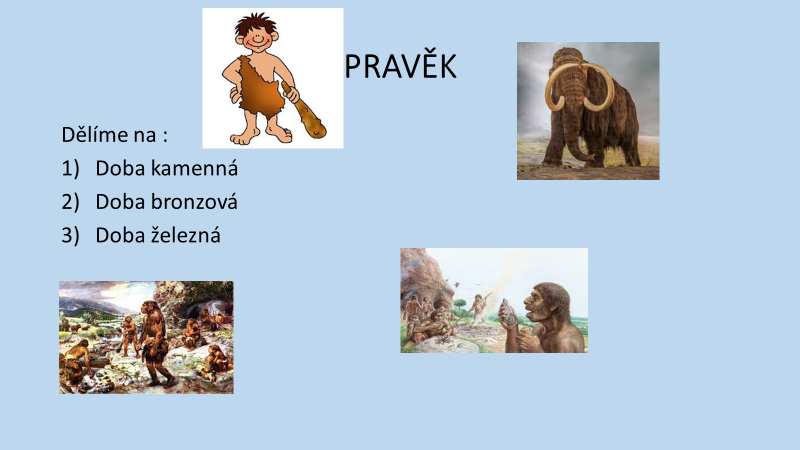 PRAVĚK
Dělíme na :
1) Doba kamenná
2) Doba bronzová
3) Doba železná